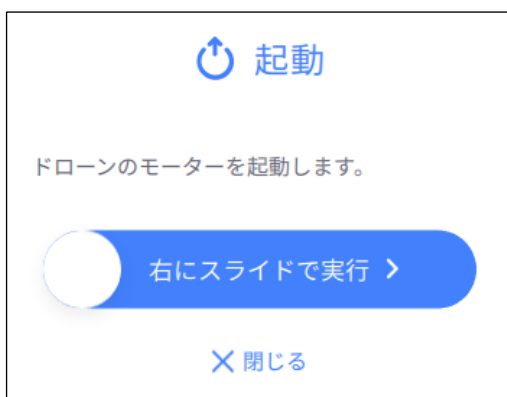 起動
ドローンのモーターを起動します。
右にスライドで実行
閉じる